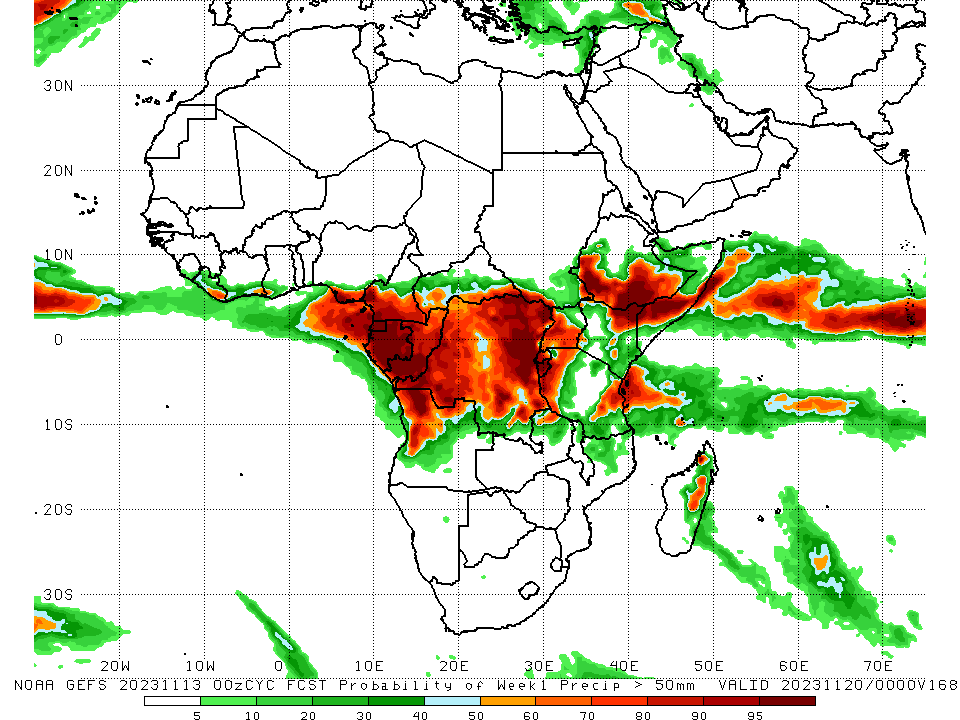 30N
20N
10N
0
10S
20S
30S
20W 10W 0 10E 20E 30E 40E 50E 60E 70E
NOAA GEFS 20231113 00zCYC FCST Probability of Week1 Precip > 50mm VALID 20231120/0000V168
5 10 20 30 40 50 60 70 80 90 95